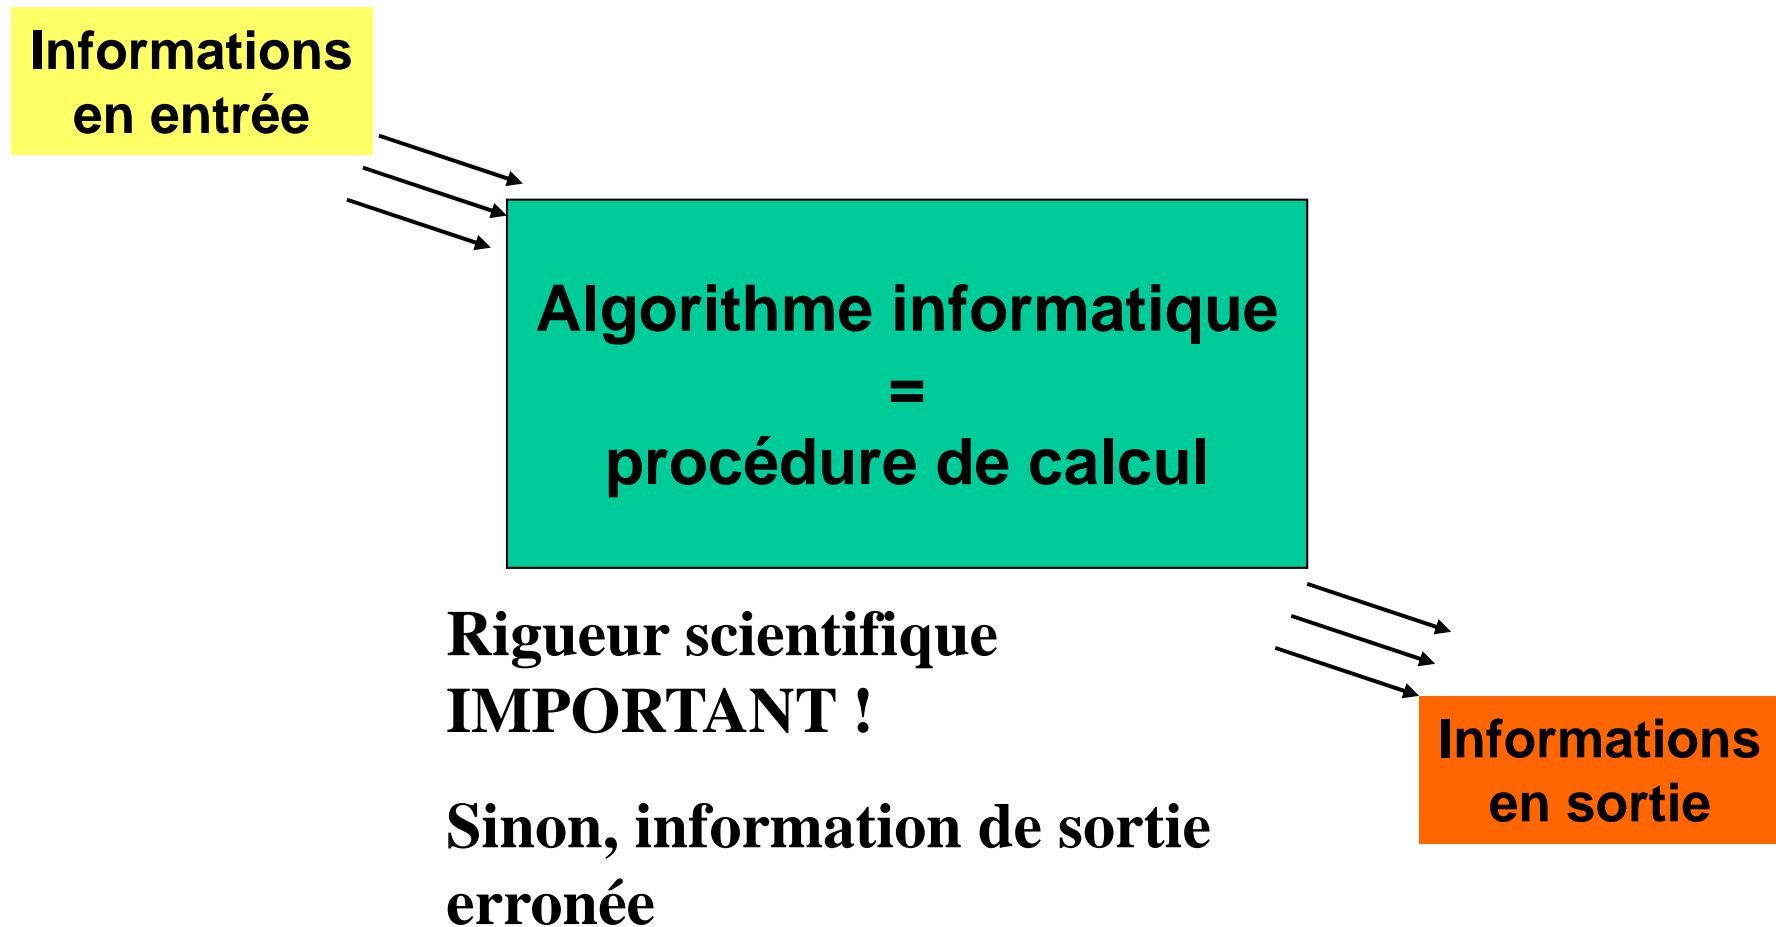 Informations
en entrée
Algorithme informatique
=
procédure de calcul
Rigueur scientifique
IMPORTANT !
Sinon, information de sortie
erronée
Informations
en sortie